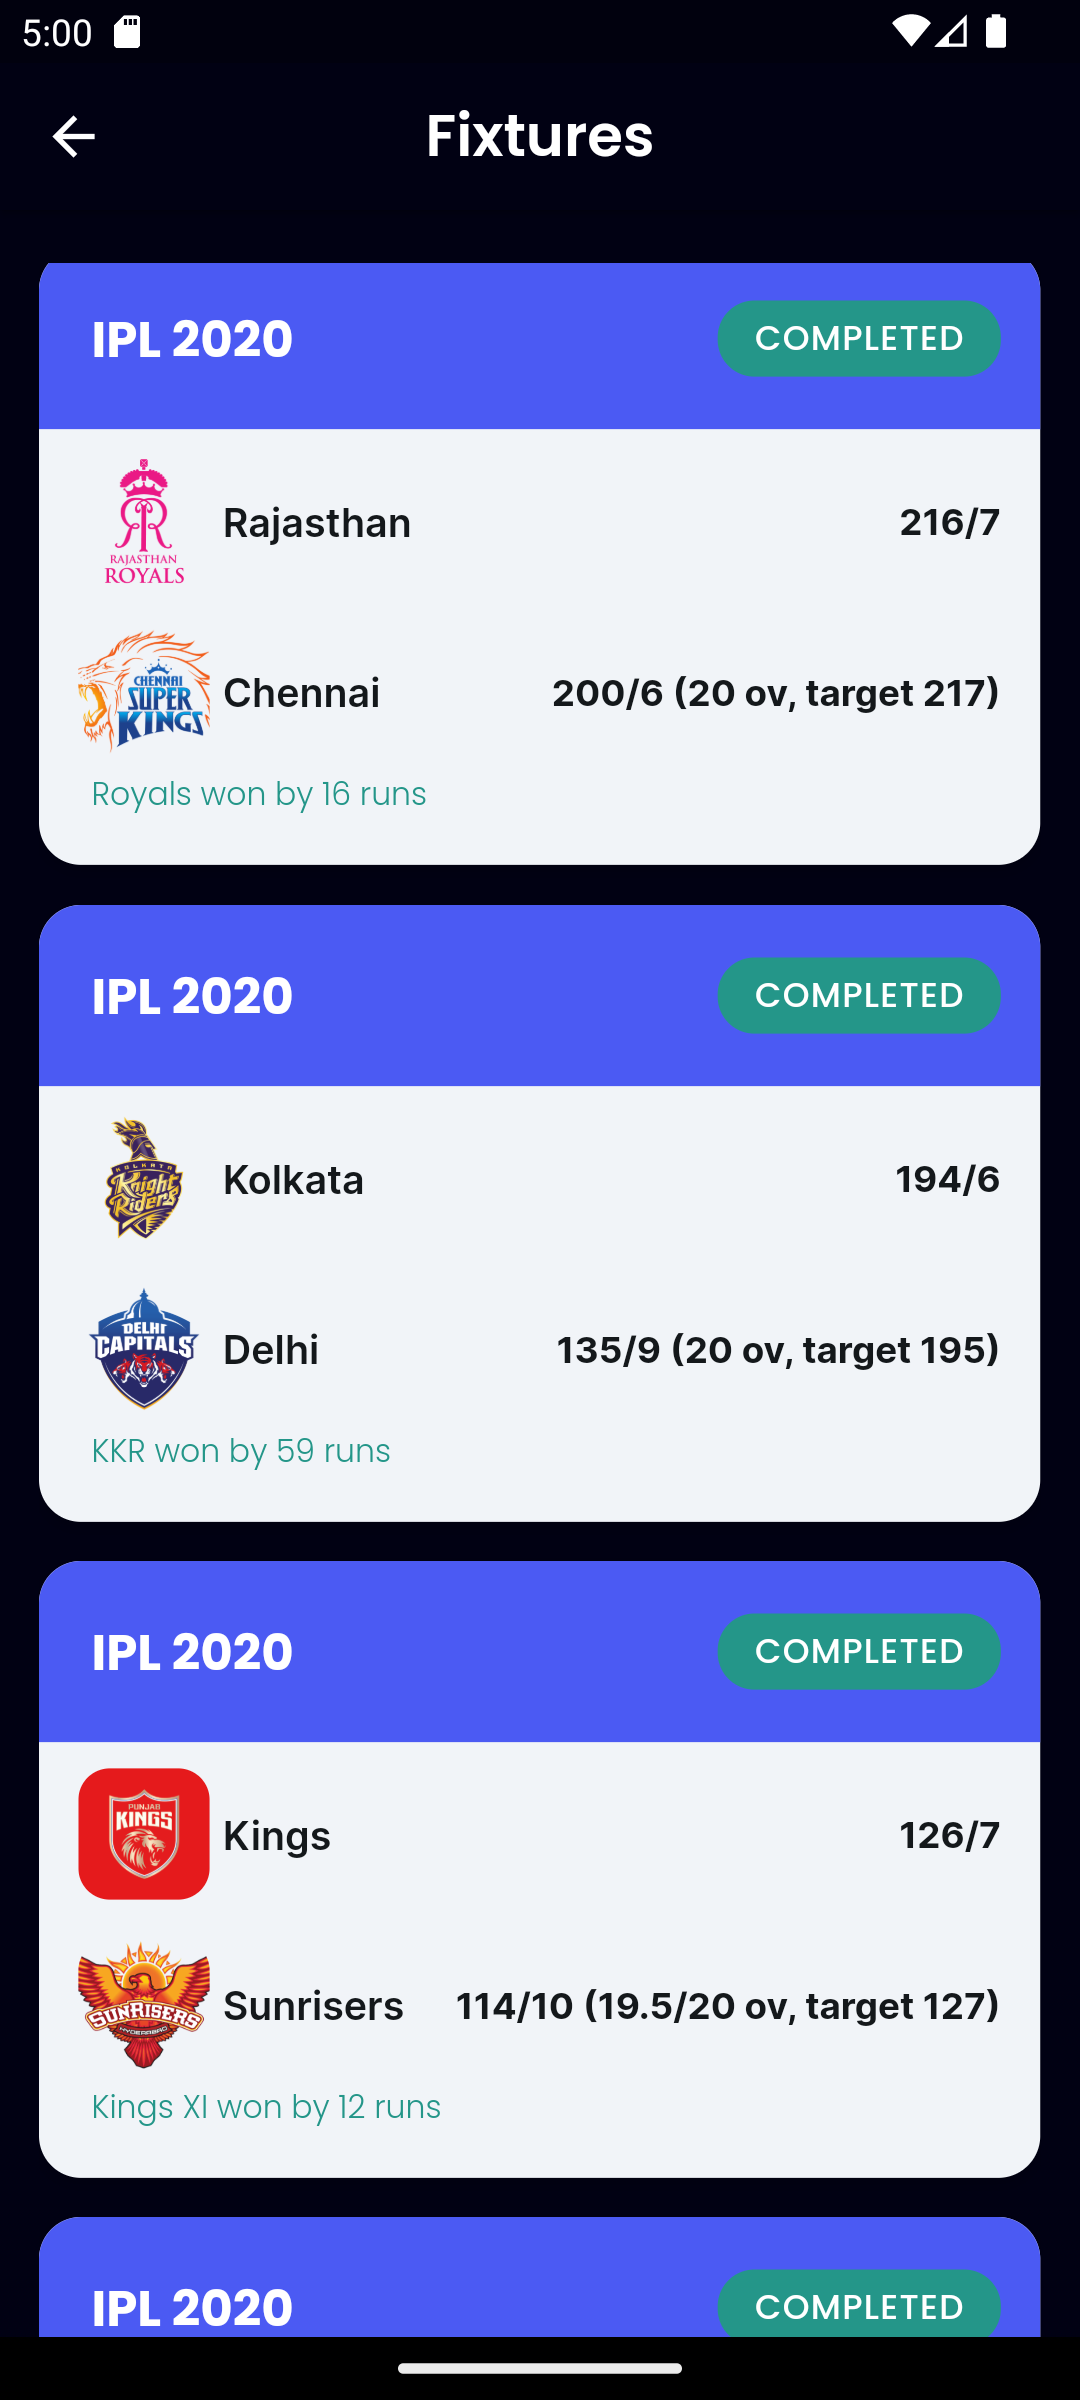 5:00
Fixtures
IPL 2020
COMPLETED
RAJASTHAN
ROYALS
Rajasthan
216/7
CHENNAI
SUPER
KINGS
Chennai
200/6 (20 ov, target 217)
Royals won by 16 runs
IPL 2020
COMPLETED
KOLKATA
Knight
Riders
Kolkata
194/6
DELHI
CAPITALS
Delhi
135/9 (20 ov, target 195)
KKR won by 59 runs
IPL 2020
COMPLETED
PUNJAB
KINGS
Kings
126/7
SUNRISERS
HYDERABAD
Sunrisers
114/10 (19.5/20 ov, target 127)
Kings XI won by 12 runs
IPL 2020
COMPLETED